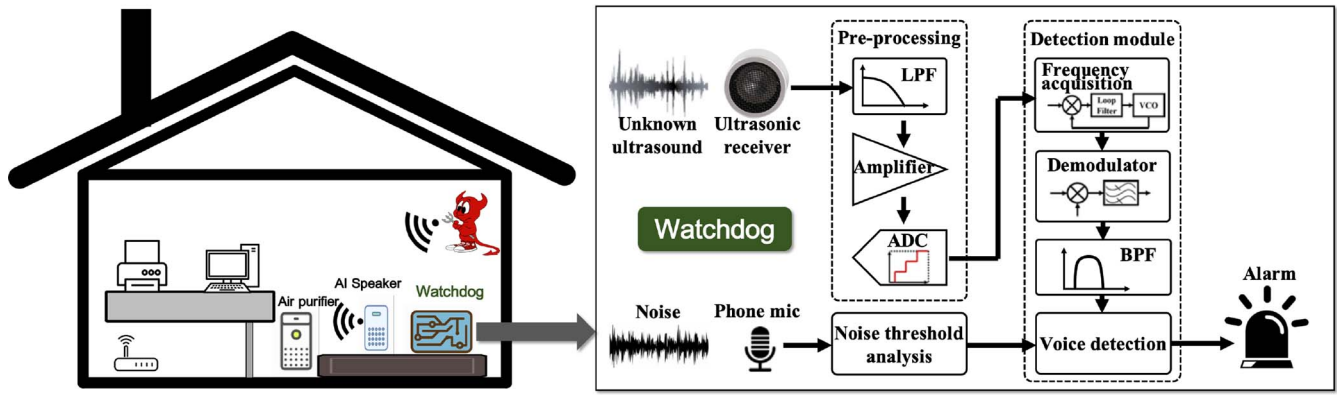 Air purifier
AI Speaker
Watchdog
Unknown
ultrasound
Ultrasonic
receiver
Pre-processing
LPF
Amplifier
ADC
Detection module
Frequency
acquisition
Loop
Filter
VCO
Demodulator
BPF
Watchdog
Noise
Phone mic
Noise threshold
analysis
Voice detection
Alarm